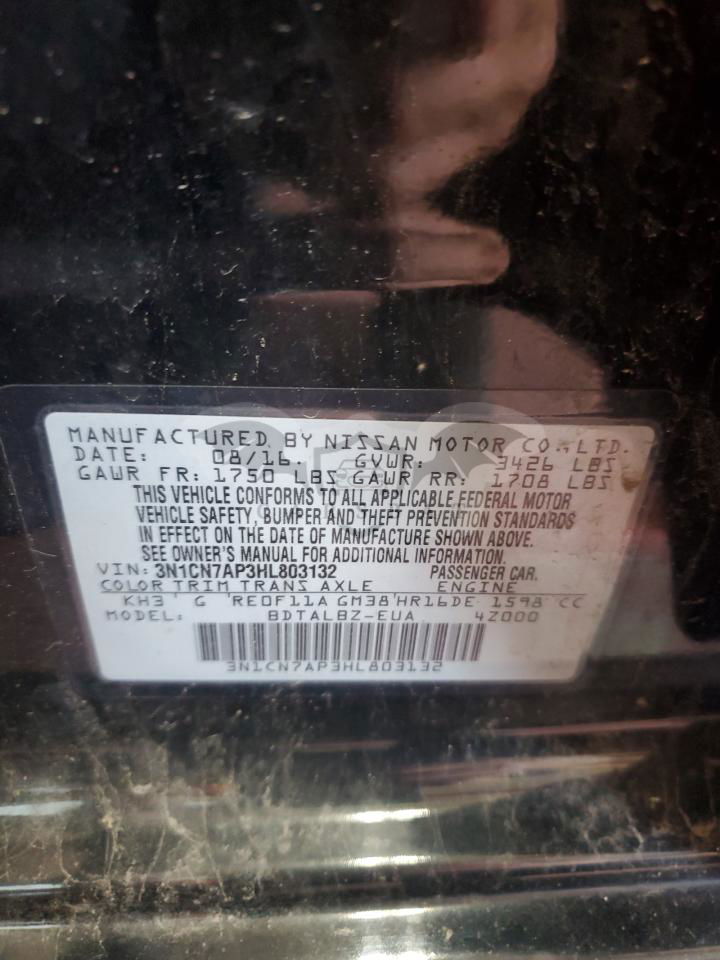 MANUFACTURED BY NISSAN MOTOR CO., LTD.
DATE: 08/16. GVWR: 3426 LBS
GAWR FR: 1750 LBS GAWR RR: 1708 LBS
THIS VEHICLE CONFORMS TO ALL APPLICABLE FEDERAL MOTOR
VEHICLE SAFETY, BUMPER AND THEFT PREVENTION STANDARDS
IN EFFECT ON THE DATE OF MANUFACTURE SHOWN ABOVE.
SEE OWNER'S MANUAL FOR ADDITIONAL INFORMATION.
VIN: 3N1CN7AP3HL803132 PASSENGER CAR.
COLOR TRIM TRANS AXLE ENGINE
KH3 G RE0F11A GM38 HR16DE 1598 CC
MODEL: BDTALBZ-EUA 4Z000
3N1CN7AP3HL803132